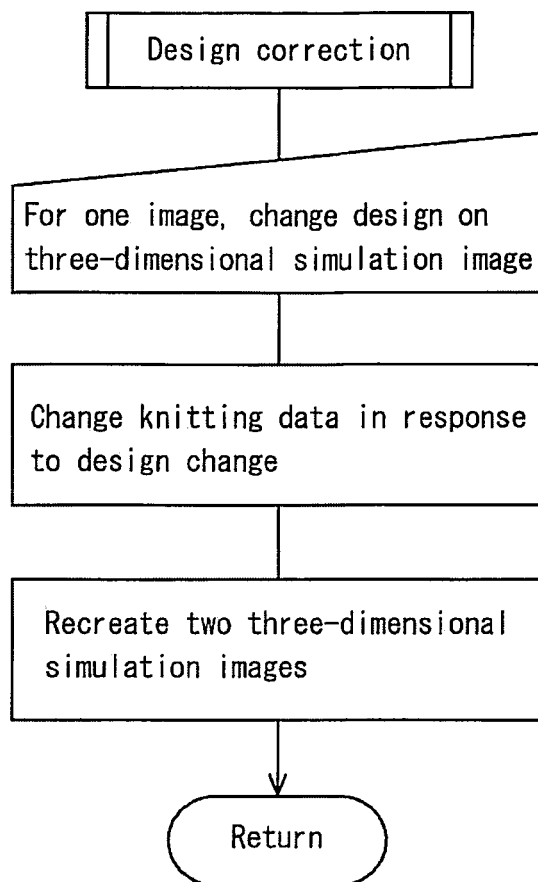 Design correction
For one image, change design on
three-dimensional simulation image
Change knitting data in response
to design change
Recreate two three-dimensional
simulation images
Return